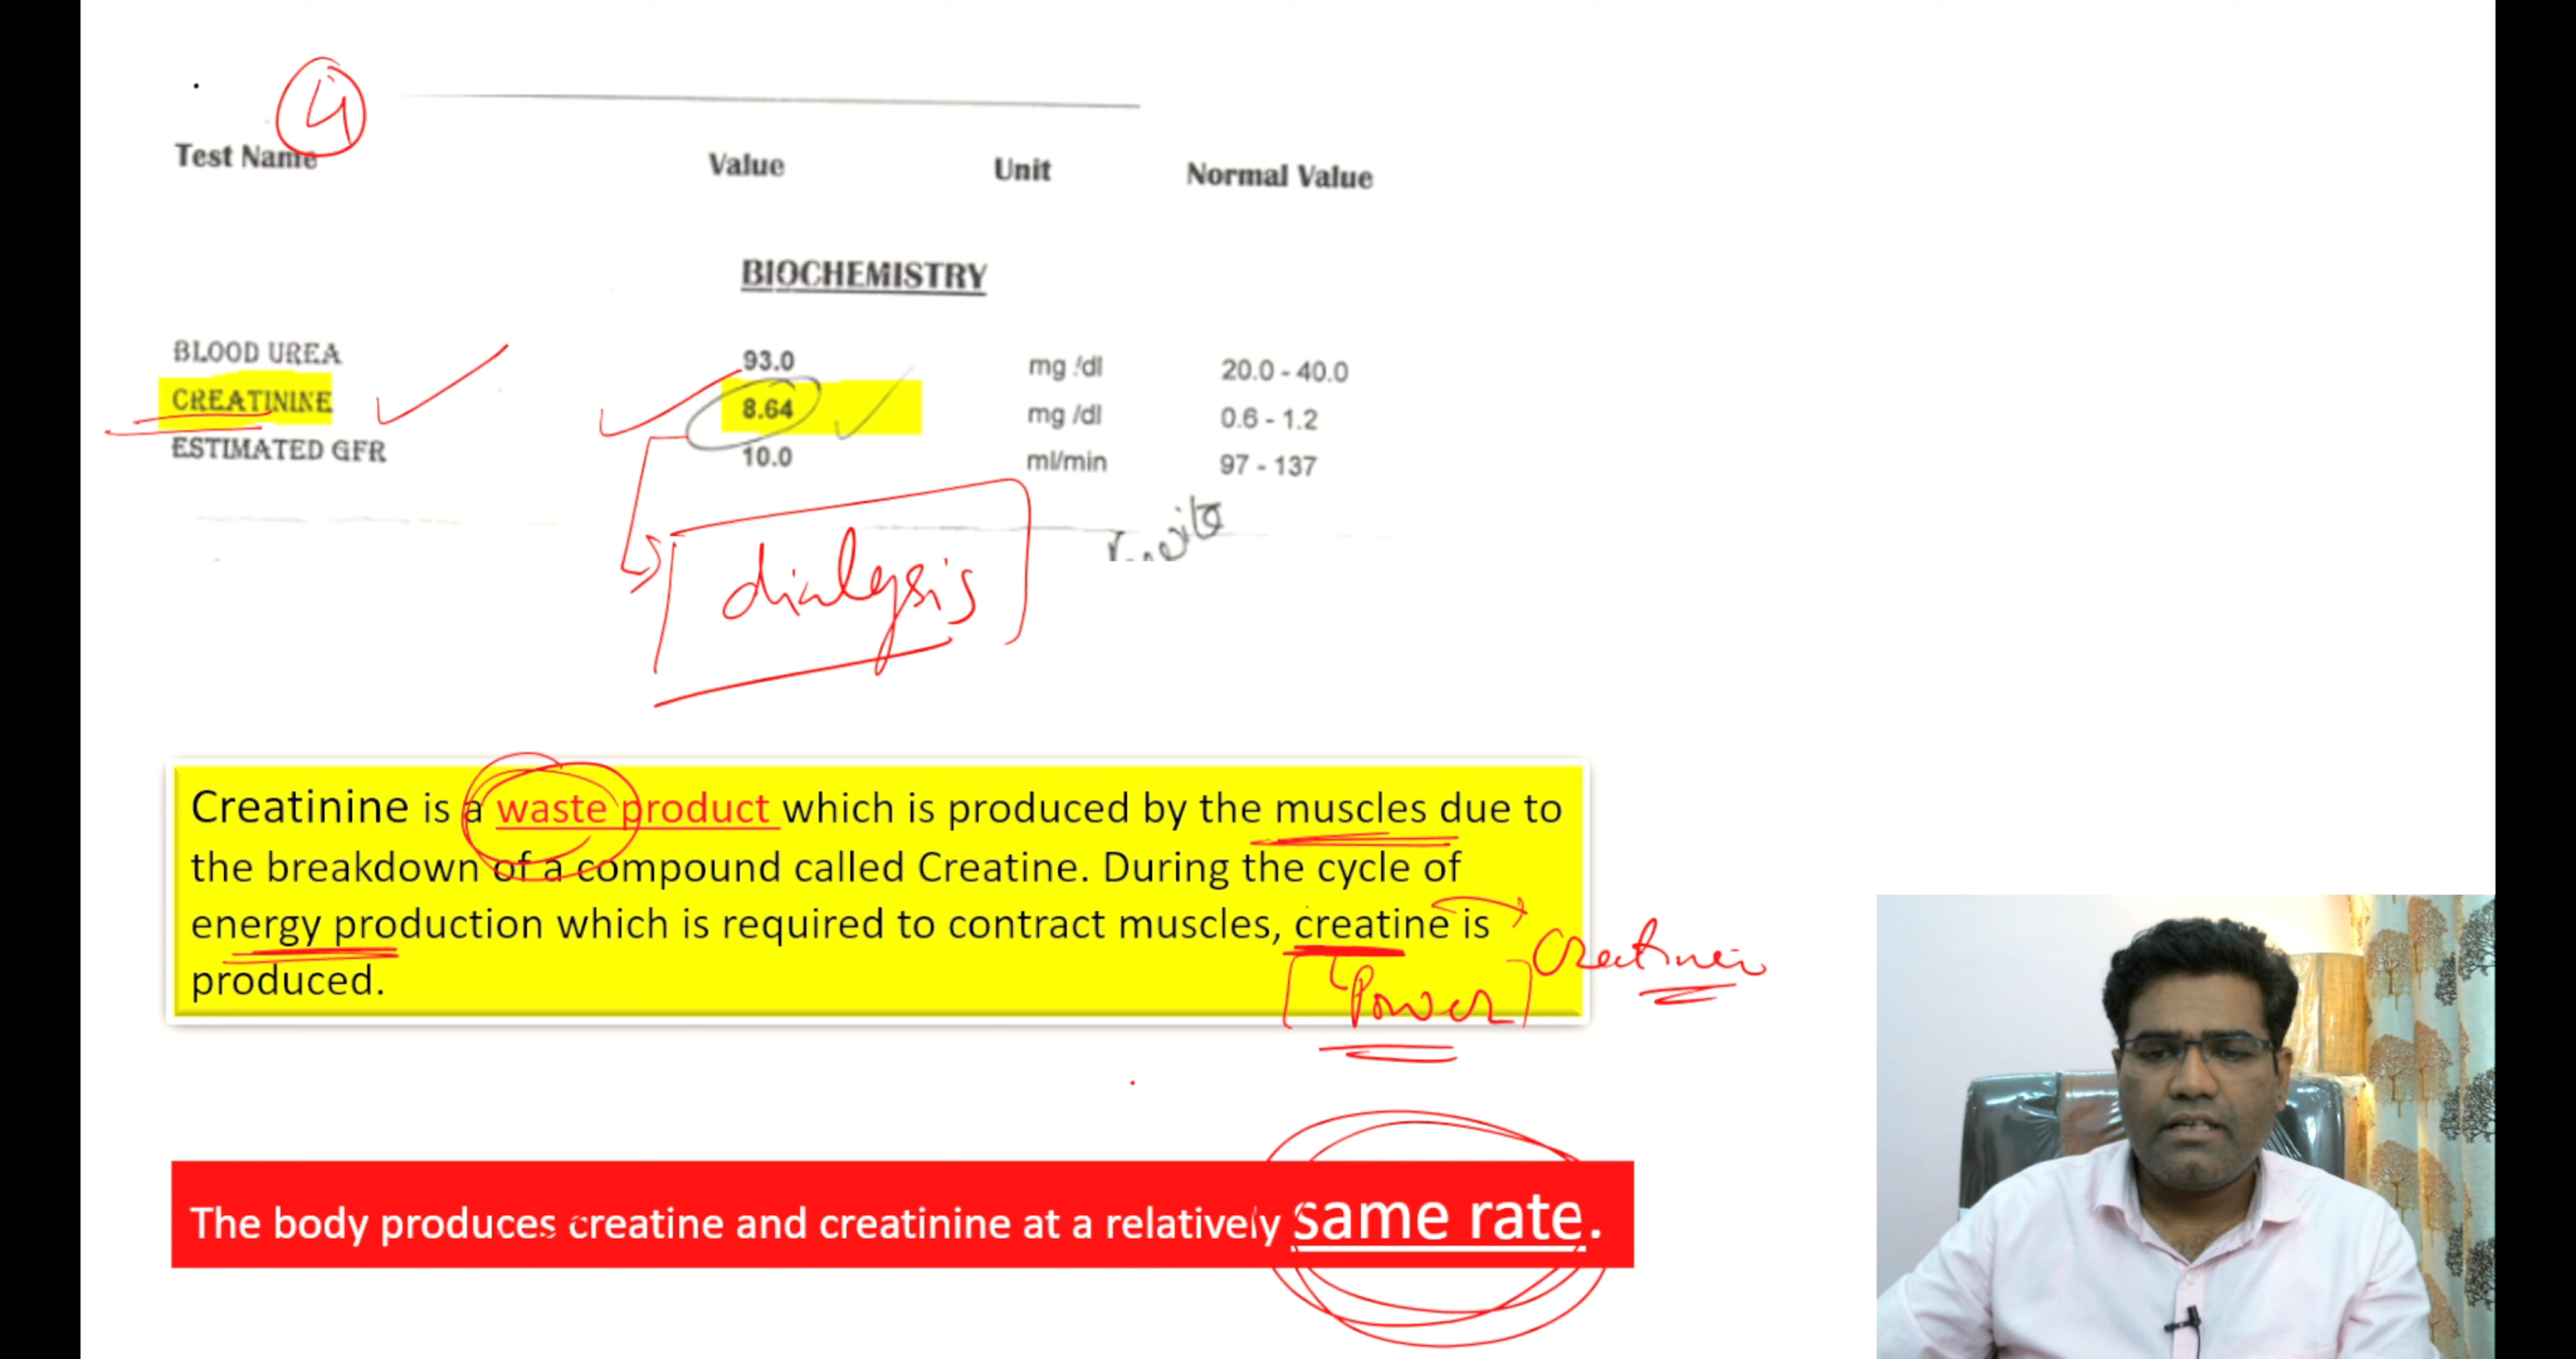 4
Test Name Value Unit Normal Value
BIOCHEMISTRY
BLOOD UREA 93.0 mg/dl 20.0 - 40.0
CREATININE 8.64 mg/dl 0.6 - 1.2
ESTIMATED GFR 10.0 ml/min 97 - 137
dialysis
Creatinine is a waste product which is produced by the muscles due to
the breakdown of a compound called Creatine. During the cycle of
energy production which is required to contract muscles, creatine is
produced.
Power
The body produces creatine and creatinine at a relatively same rate.